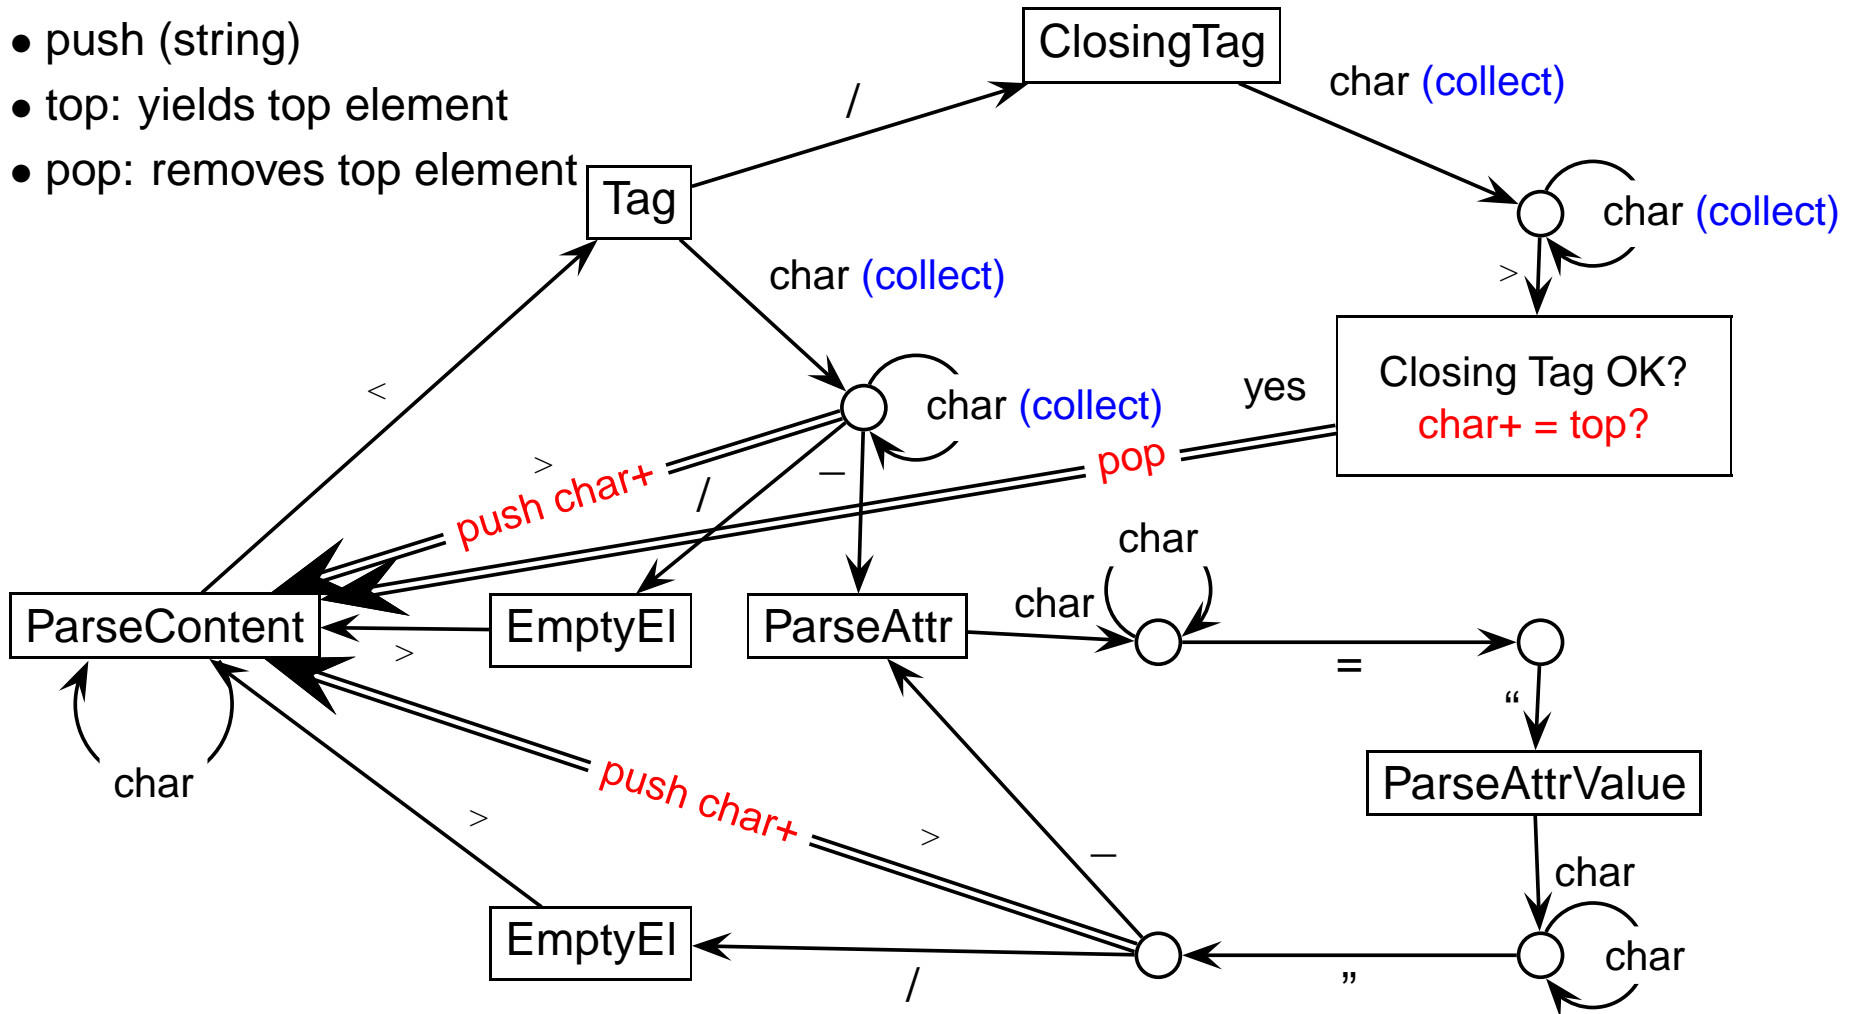 • push (string)
• top: yields top element
• pop: removes top element
ClosingTag
char (collect)
/
Tag
char (collect)
char (collect)
>
<
char (collect)
yes
Closing Tag OK?
char+ = top?
pop
>
push char+
/
_
char
char
ParseContent
EmptyEl
ParseAttr
>
=
“
char
ParseAttrValue
push char+
>
>
_
char
char
EmptyEl
/
”